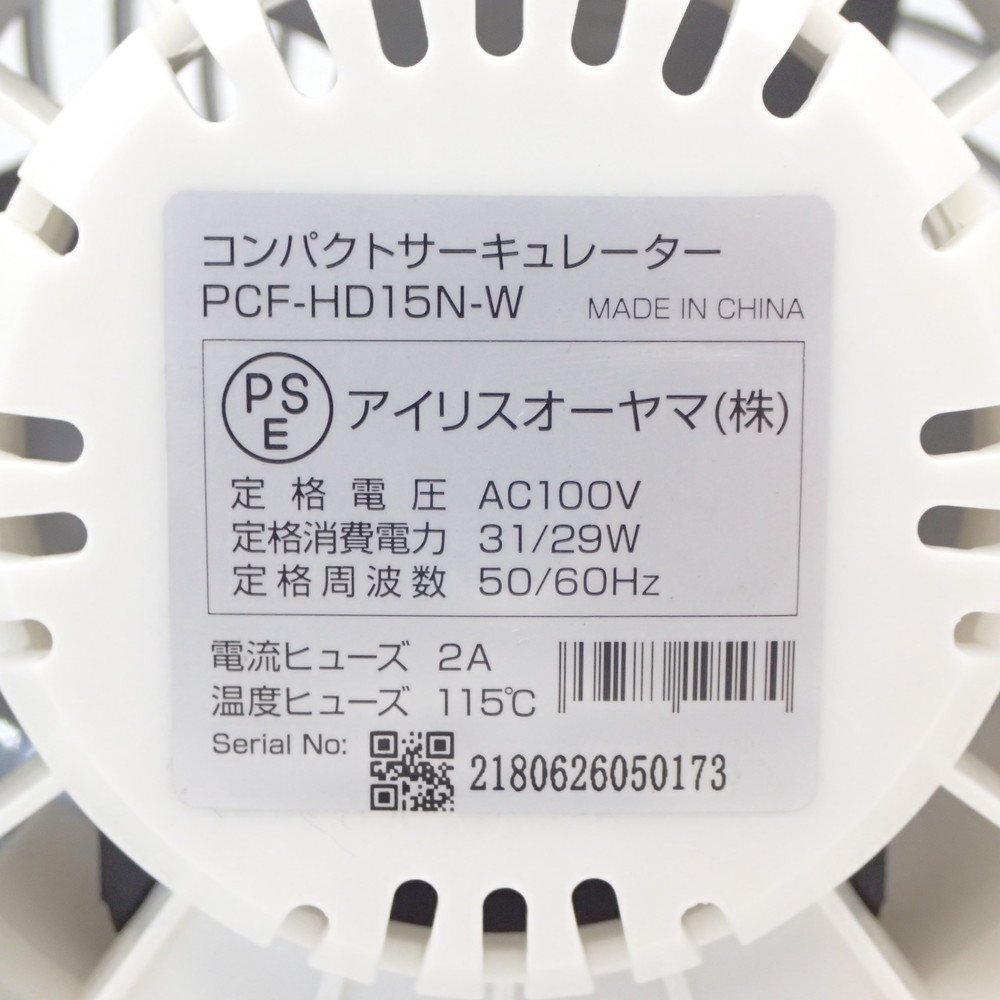 コンパクトサーキュレーター
PCF-HD15N-W MADE IN CHINA
PSE アイリスオーヤマ(株)
定格電圧 AC100V
定格消費電力 31/29W
定格周波数 50/60Hz
電流ヒューズ 2A
温度ヒューズ 115℃
Serial No: 2180626050173